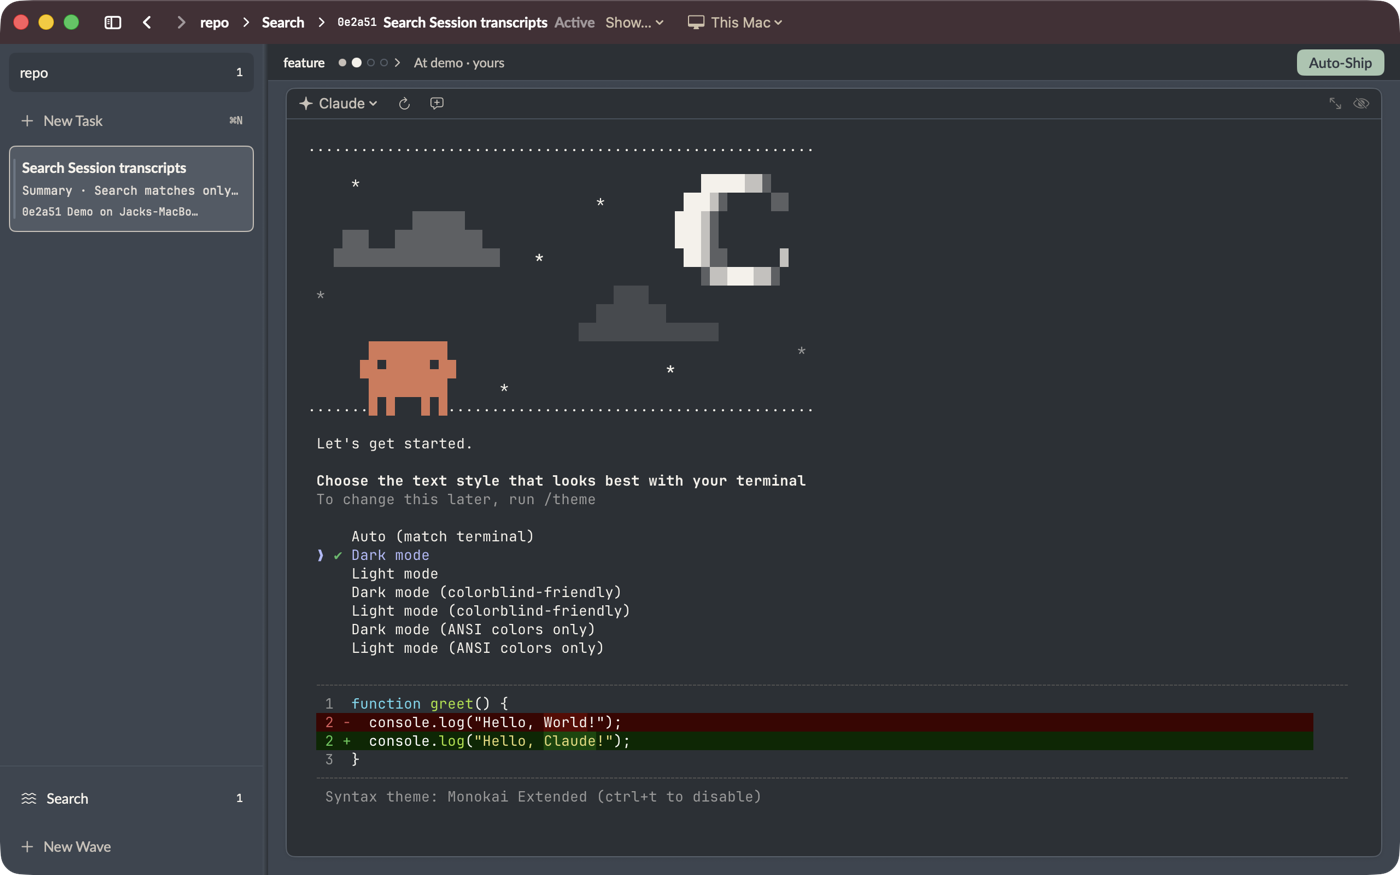 repo > Search > 0e2a51 Search Session transcripts Active Show... This Mac
repo 1
New Task ⌘N
Search Session transcripts
Summary · Search matches only…
0e2a51 Demo on Jacks-MacBo…
Search 1
New Wave
feature At demo · yours
Auto-Ship
Claude
Let's get started.
Choose the text style that looks best with your terminal
To change this later, run /theme
Auto (match terminal)
❯ ✔ Dark mode
Light mode
Dark mode (colorblind-friendly)
Light mode (colorblind-friendly)
Dark mode (ANSI colors only)
Light mode (ANSI colors only)
1 function greet() {
2 - console.log("Hello, World!");
2 + console.log("Hello, Claude!");
3 }
Syntax theme: Monokai Extended (ctrl+t to disable)